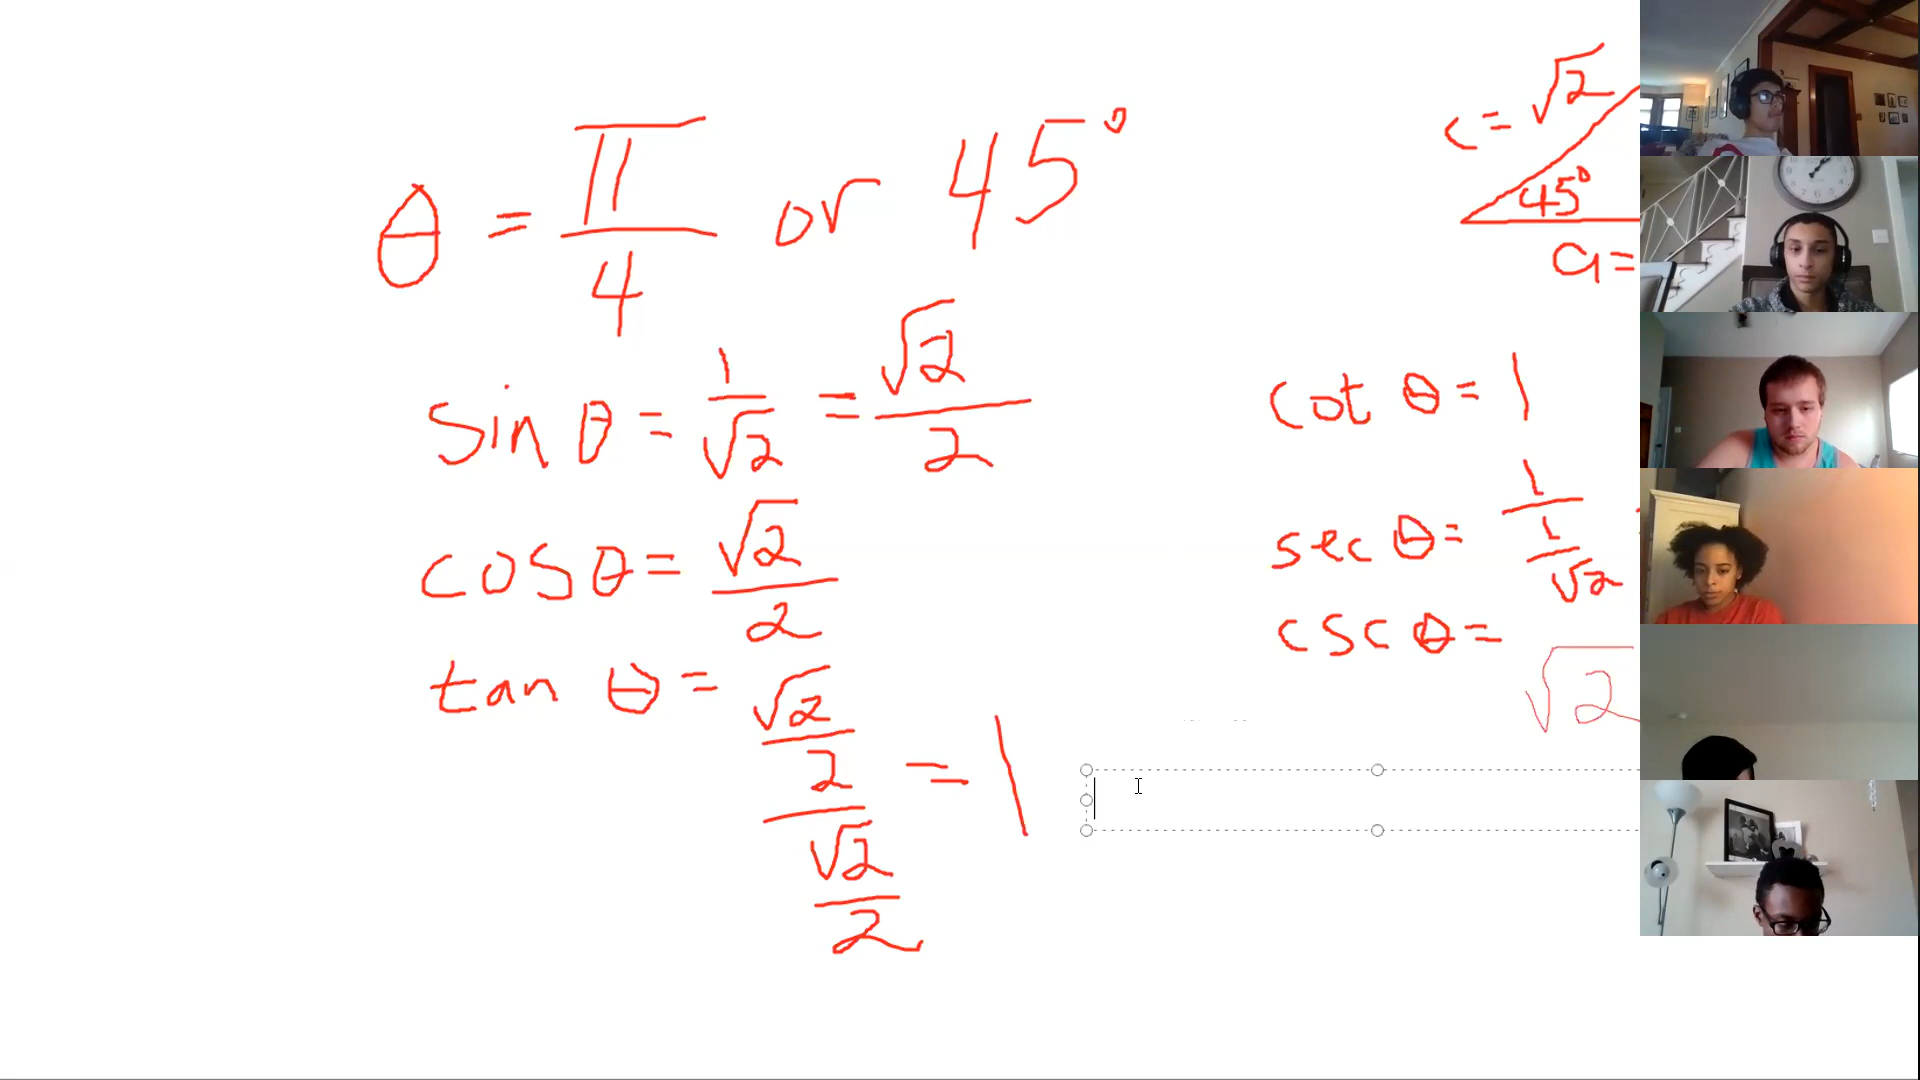 θ = π/4 or 45°
sin θ = 1/√2 = √2/2
cos θ = √2/2
tan θ = (√2/2)/(√2/2) = 1
c = √2
45°
a =
cot θ = 1
sec θ = 1/(1/√2)
csc θ =
√2